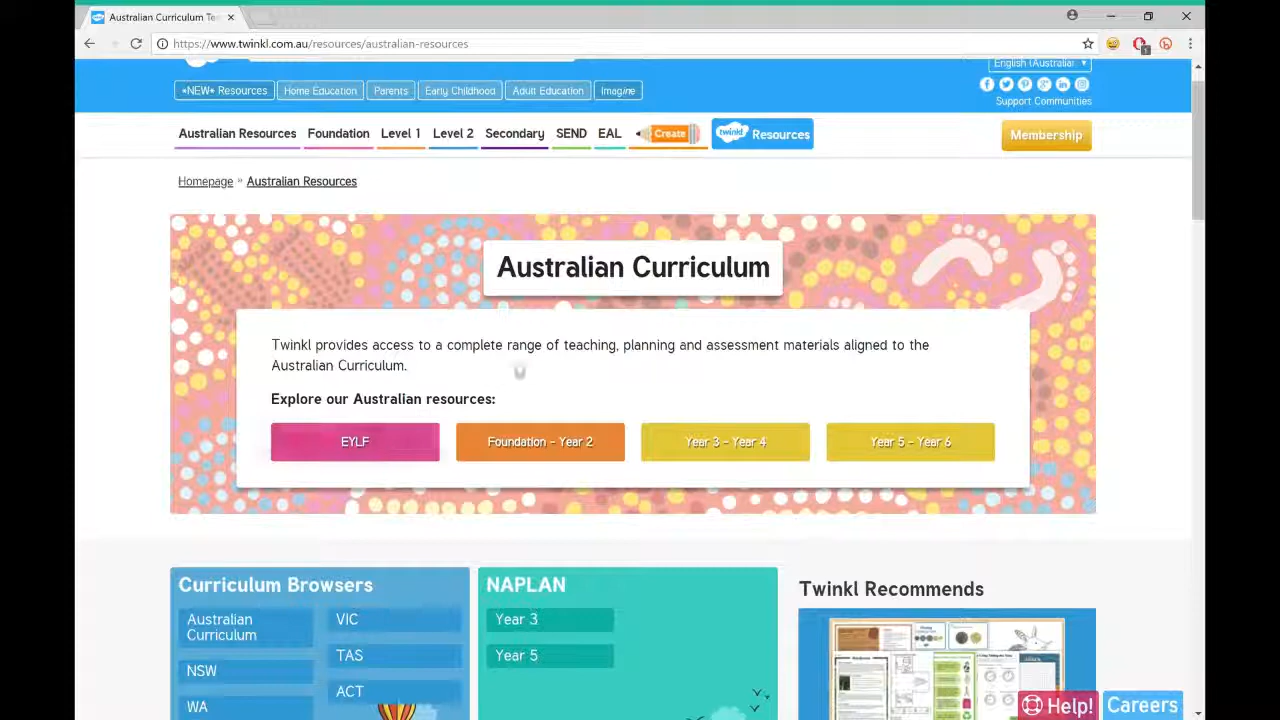 Australian Curriculum Te
https://www.twinkl.com.au/resources/australian-resources
English (Australia
*NEW* Resources
Home Education
Parents
Early Childhood
Adult Education
Imagine
Support Communities
Australian Resources
Foundation
Level 1
Level 2
Secondary
SEND
EAL
Create
twinkl Resources
Membership
Homepage » Australian Resources
Australian Curriculum
Twinkl provides access to a complete range of teaching, planning and assessment materials aligned to the
Australian Curriculum.
Explore our Australian resources:
EYLF
Foundation - Year 2
Year 3 - Year 4
Year 5 - Year 6
Curriculum Browsers
Australian
Curriculum
NSW
WA
VIC
TAS
ACT
NAPLAN
Year 3
Year 5
Twinkl Recommends
Help!
Careers